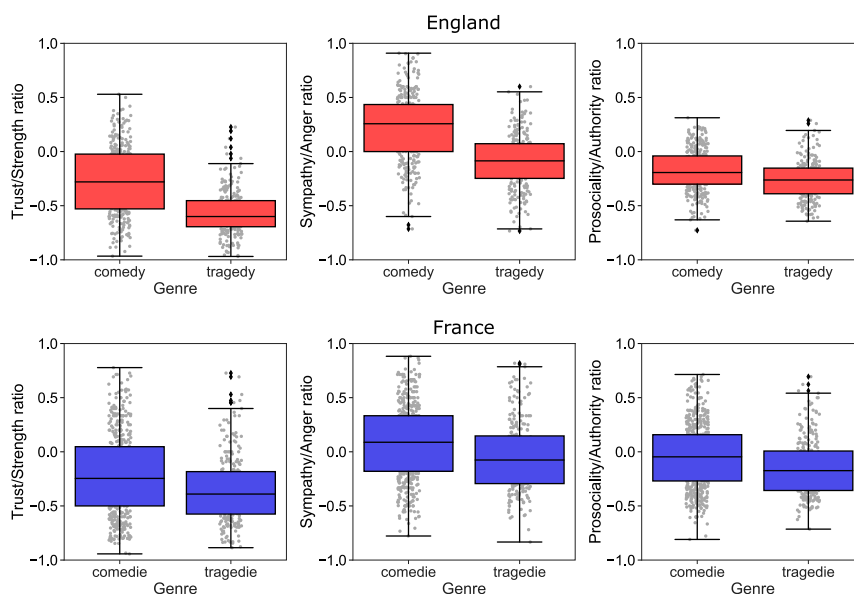 England
Trust/Strength ratio
1.0
0.5
0.0
−0.5
−1.0
comedy tragedy
Genre
Sympathy/Anger ratio
1.0
0.5
0.0
−0.5
−1.0
comedy tragedy
Genre
Prosociality/Authority ratio
1.0
0.5
0.0
−0.5
−1.0
comedy tragedy
Genre
France
Trust/Strength ratio
1.0
0.5
0.0
−0.5
−1.0
comedie tragedie
Genre
Sympathy/Anger ratio
1.0
0.5
0.0
−0.5
−1.0
comedie tragedie
Genre
Prosociality/Authority ratio
1.0
0.5
0.0
−0.5
−1.0
comedie tragedie
Genre